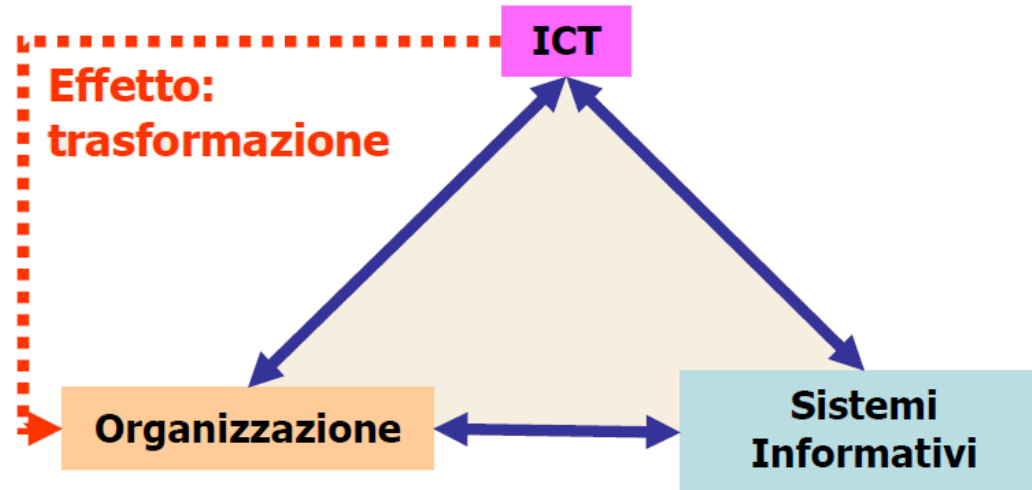 ICT
Effetto:
trasformazione
Organizzazione
Sistemi
Informativi